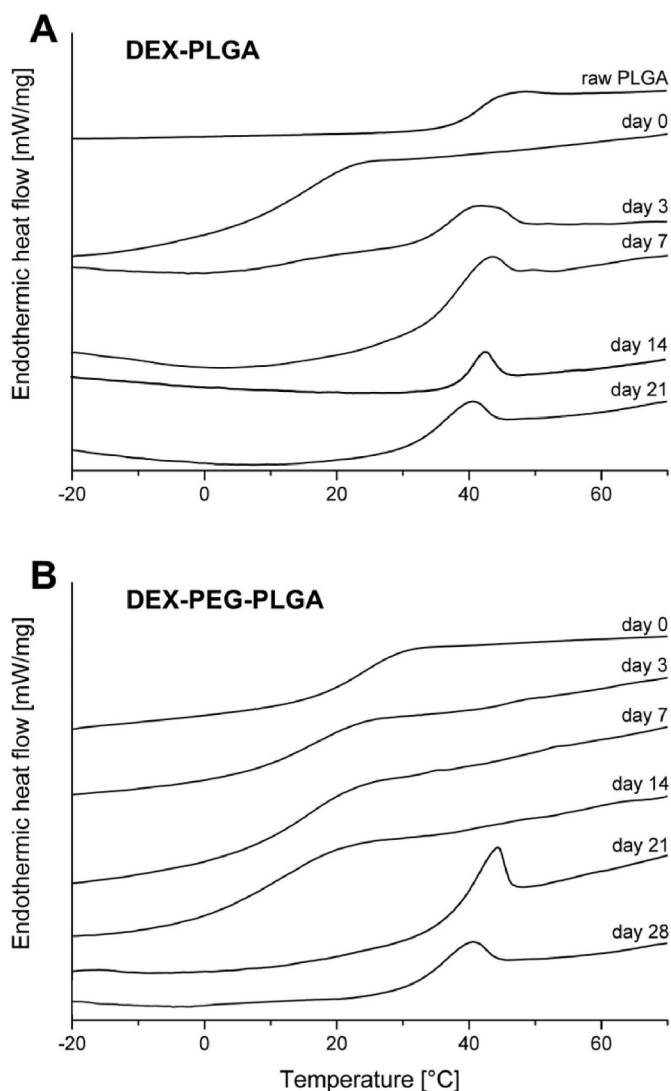 A
DEX-PLGA
raw PLGA
day 0
day 3
day 7
day 14
day 21
Endothermic heat flow [mW/mg]
-20 0 20 40 60
B
DEX-PEG-PLGA
day 0
day 3
day 7
day 14
day 21
day 28
Endothermic heat flow [mW/mg]
-20 0 20 40 60
Temperature [°C]